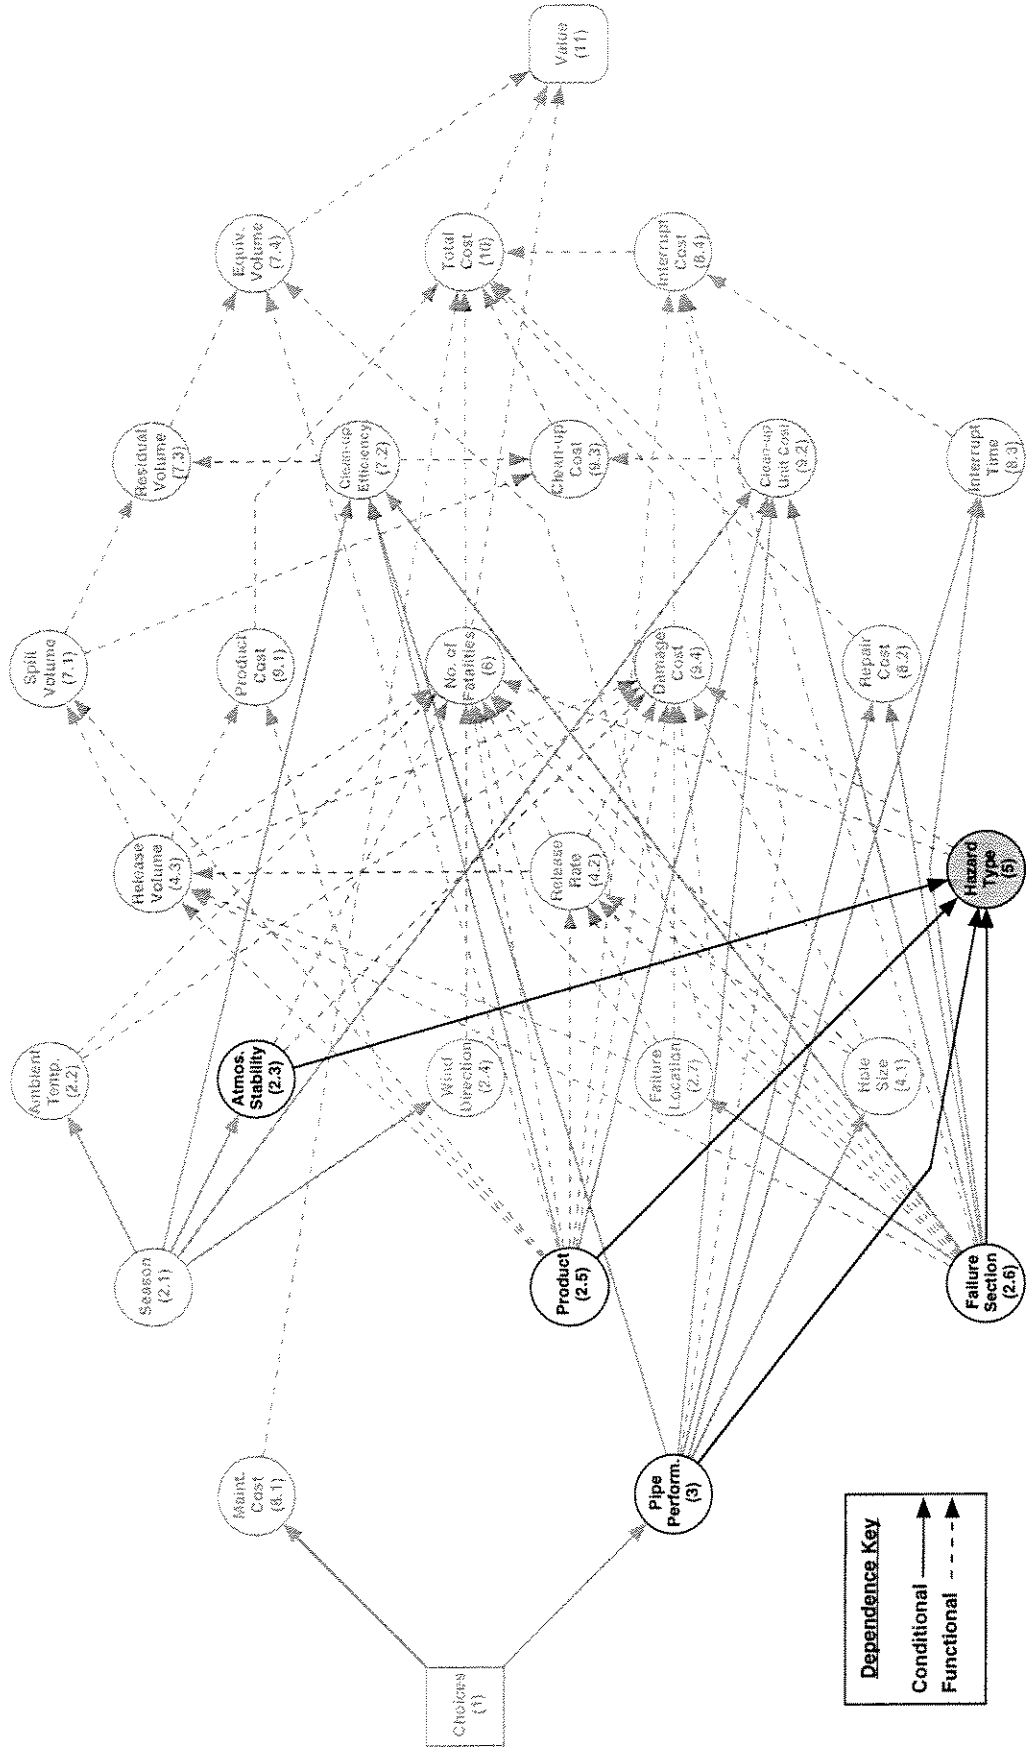 Choices
(1)
Maint.
Cost
(8.1)
Pipe
Perform.
(3)
Season
(2.1)
Product
(2.5)
Failure
Section
(2.6)
Ambient
Temp.
(2.2)
Atmos.
Stability
(2.3)
Wind
Direction
(2.4)
Failure
Location
(2.7)
Hole
Size
(4.1)
Release
Volume
(4.3)
Release
Rate
(4.2)
Hazard
Type
(5)
Spill
Volume
(7.1)
Product
Cost
(9.1)
No. of
Fatalities
(6)
Damage
Cost
(9.4)
Repair
Cost
(8.2)
Residual
Volume
(7.3)
Clean-up
Efficiency
(7.2)
Clean-up
Cost
(9.3)
Clean-up
Unit Cost
(9.2)
Interrupt
Time
(8.3)
Equiv.
Volume
(7.4)
Total
Cost
(10)
Interrupt
Cost
(8.4)
Value
(11)
Dependence Key
Conditional
Functional